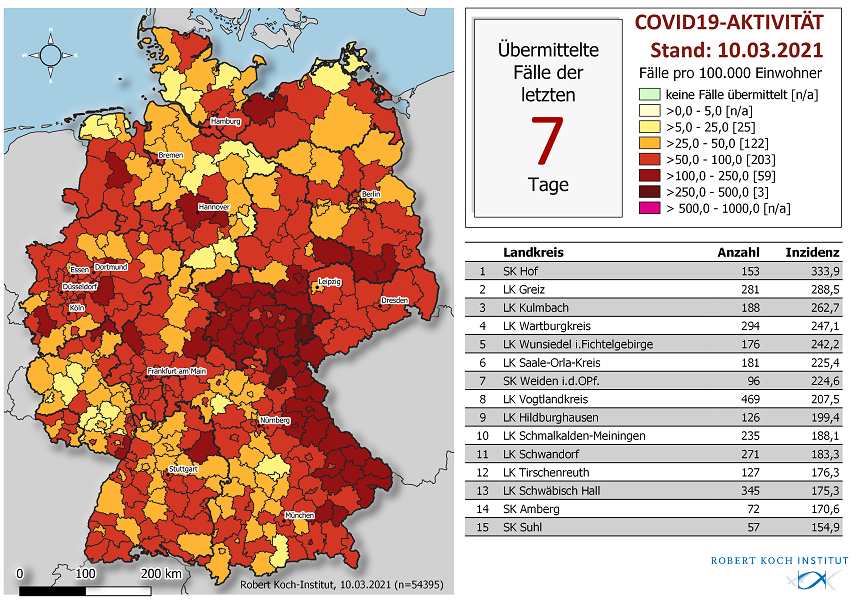 N
W
S
Hamburg
Bremen
Berlin
Hannover
Essen
Dortmund
Düsseldorf
Köln
Leipzig
Dresden
Frankfurt am Main
Nürnberg
Stuttgart
München
0 100 200 km
Robert Koch-Institut, 10.03.2021 (n=54395)
Übermittelte
Fälle der
letzten
7
Tage
COVID19-AKTIVITÄT
Stand: 10.03.2021
Fälle pro 100.000 Einwohner
keine Fälle übermittelt [n/a]
>0,0 - 5,0 [n/a]
>5,0 - 25,0 [25]
>25,0 - 50,0 [122]
>50,0 - 100,0 [203]
>100,0 - 250,0 [59]
>250,0 - 500,0 [3]
> 500,0 - 1000,0 [n/a]
Landkreis Anzahl Inzidenz
1 SK Hof 153 333,9
2 LK Greiz 281 288,5
3 LK Kulmbach 188 262,7
4 LK Wartburgkreis 294 247,1
5 LK Wunsiedel i.Fichtelgebirge 176 242,2
6 LK Saale-Orla-Kreis 181 225,4
7 SK Weiden i.d.OPf. 96 224,6
8 LK Vogtlandkreis 469 207,5
9 LK Hildburghausen 126 199,4
10 LK Schmalkalden-Meiningen 235 188,1
11 LK Schwandorf 271 183,3
12 LK Tirschenreuth 127 176,3
13 LK Schwäbisch Hall 345 175,3
14 SK Amberg 72 170,6
15 SK Suhl 57 154,9
ROBERT KOCH INSTITUT